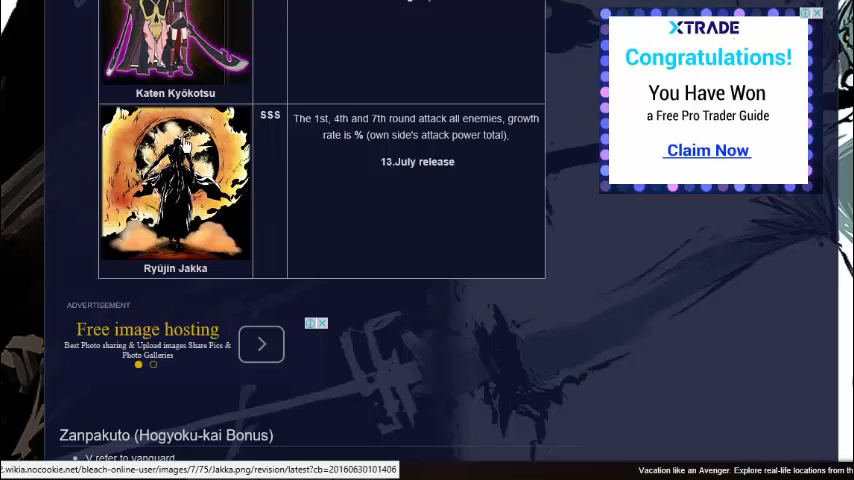 Katen Kyōkotsu
SSS
The 1st, 4th and 7th round attack all enemies, growth
rate is % (own side's attack power total),
13.July release
Ryūjin Jakka
XTRADE
Congratulations!
You Have Won
a Free Pro Trader Guide
Claim Now
ADVERTISEMENT
Free image hosting
Best Photo sharing & Upload images Share Pics &
Photo Galleries
Zanpakuto (Hogyoku-kai Bonus)
V refer to vanguard
2.wikia.nocookie.net/bleach-online-user/images/7/75/Jakka.png/revision/latest?cb=20160630101406
Vacation like an Avenger. Explore real-life locations from th